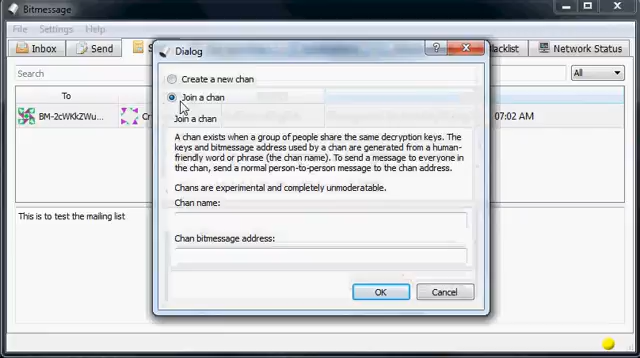 Bitmessage
File Settings Help
Inbox Send S Blacklist Network Status
Dialog
Search All
Create a new chan
To
Join a chan
BM-2cWKkZWu... Cr 07:02 AM
Join a chan
A chan exists when a group of people share the same decryption keys. The
keys and bitmessage address used by a chan are generated from a human-
friendly word or phrase (the chan name). To send a message to everyone in
the chan, send a normal person-to-person message to the chan address.
Chans are experimental and completely unmoderatable.
This is to test the mailing list
Chan name:
Chan bitmessage address:
OK Cancel